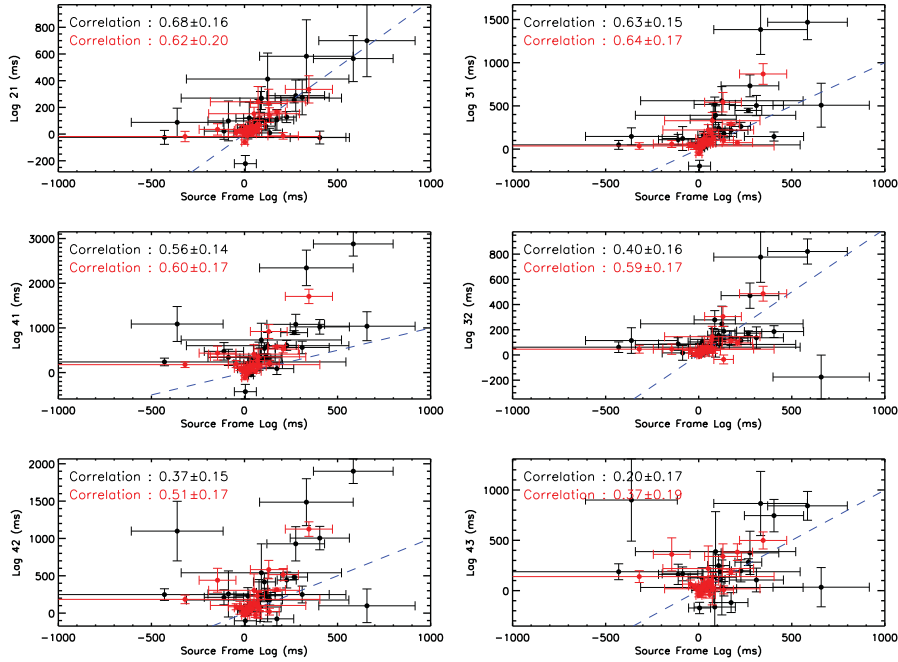 Correlation : 0.68±0.16
Correlation : 0.62±0.20
Lag 21 (ms)
800
600
400
200
0
−200
−1000 −500 0 500 1000
Source Frame Lag (ms)
Correlation : 0.63±0.15
Correlation : 0.64±0.17
Lag 31 (ms)
1500
1000
500
0
−1000 −500 0 500 1000
Source Frame Lag (ms)
Correlation : 0.56±0.14
Correlation : 0.60±0.17
Lag 41 (ms)
3000
2000
1000
0
−1000 −500 0 500 1000
Source Frame Lag (ms)
Correlation : 0.40±0.16
Correlation : 0.59±0.17
Lag 32 (ms)
800
600
400
200
0
−200
−1000 −500 0 500 1000
Source Frame Lag (ms)
Correlation : 0.37±0.15
Correlation : 0.51±0.17
Lag 42 (ms)
2000
1500
1000
500
0
−1000 −500 0 500 1000
Source Frame Lag (ms)
Correlation : 0.20±0.17
Correlation : 0.37±0.19
Lag 43 (ms)
1000
500
0
−1000 −500 0 500 1000
Source Frame Lag (ms)